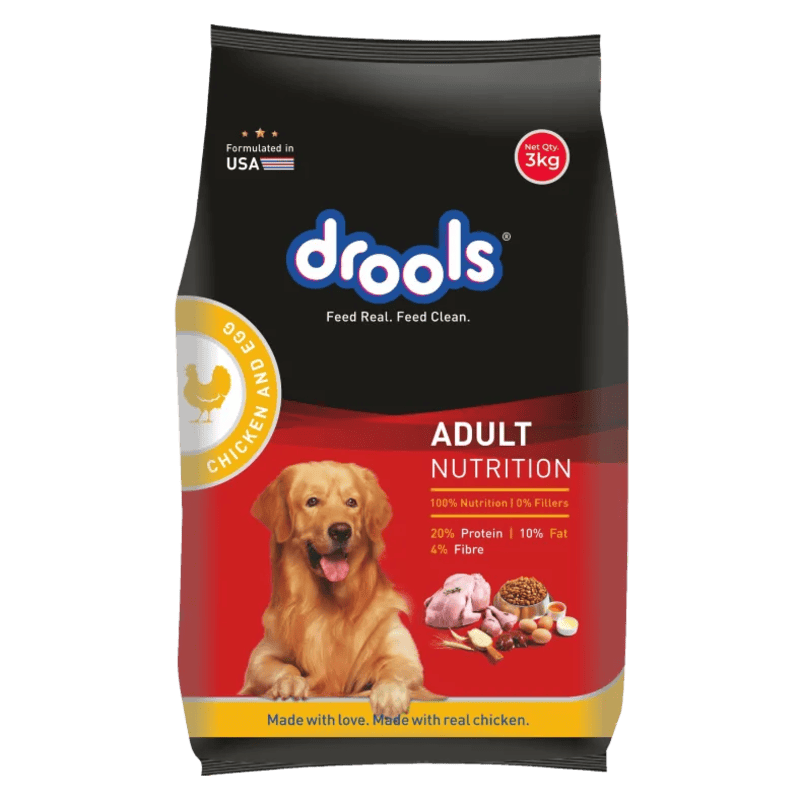 Formulated in
USA
Net Qty.
3kg
drools®
Feed Real. Feed Clean.
CHICKEN AND EGG
ADULT
NUTRITION
100% Nutrition | 0% Fillers
20% Protein | 10% Fat
4% Fibre
Made with love. Made with real chicken.